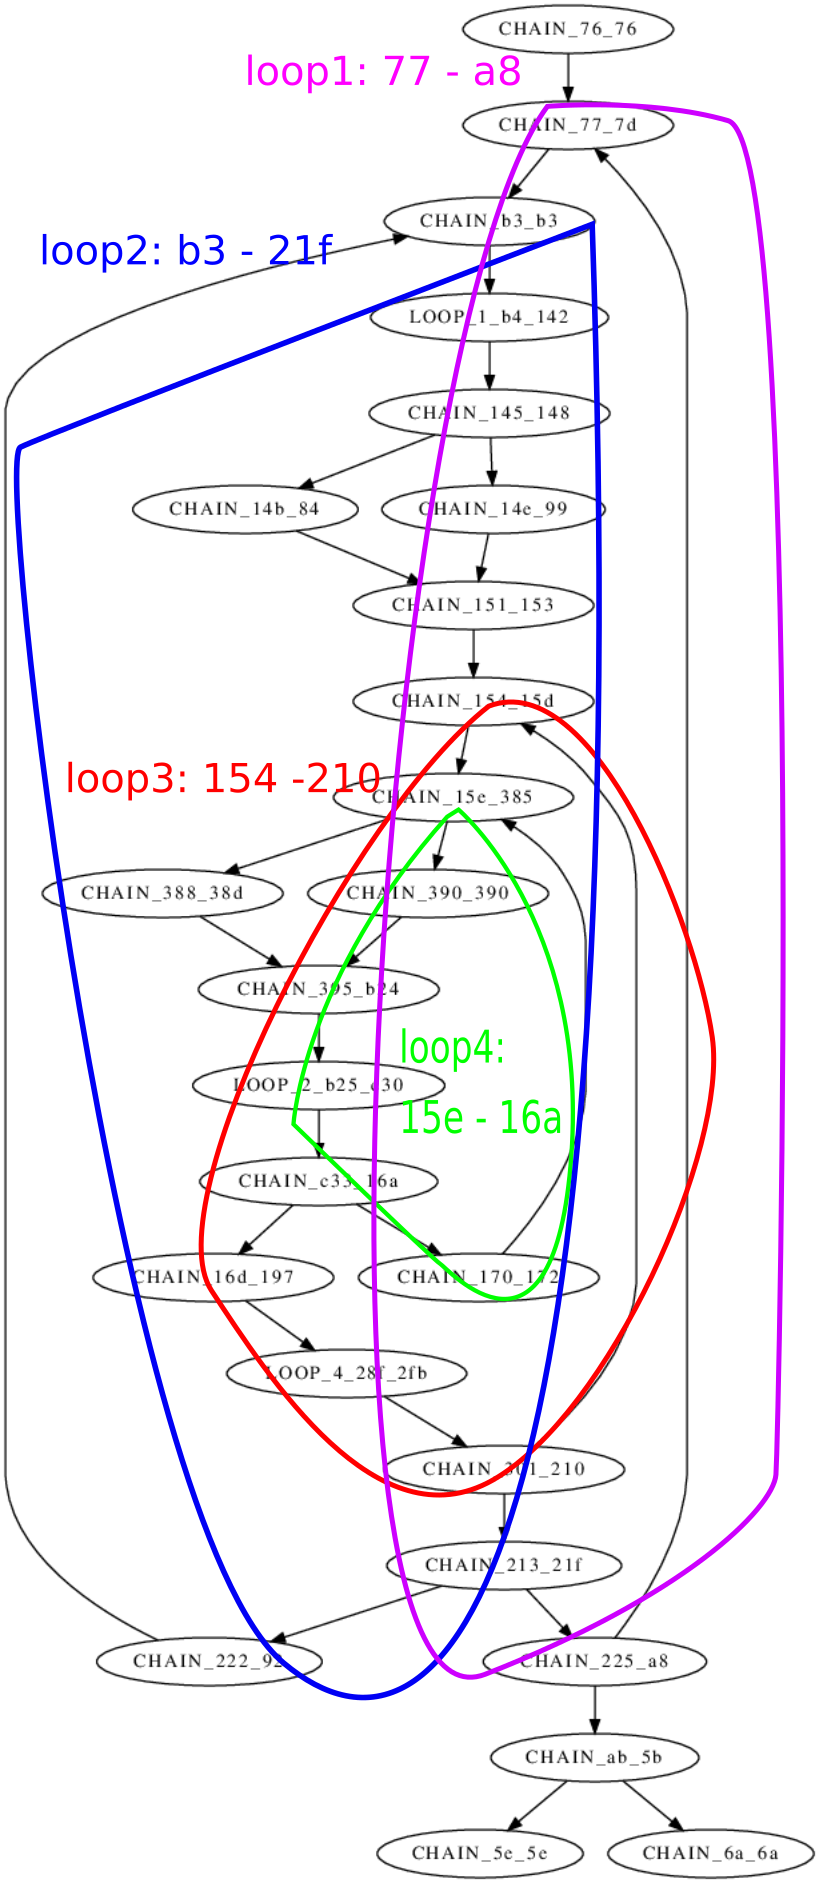 CHAIN_76_76
loop1: 77 - a8
CHAIN_77_7d
CHAIN_b3_b3
loop2: b3 - 21f
LOOP_1_b4_142
CHAIN_145_148
CHAIN_14b_84
CHAIN_14e_99
CHAIN_151_153
CHAIN_154_15d
loop3: 154 -210
CHAIN_15e_385
CHAIN_388_38d
CHAIN_390_390
CHAIN_395_b24
loop4:
15e - 16a
LOOP_2_b25_c30
CHAIN_c33_16a
CHAIN_16d_197
CHAIN_170_172
LOOP_4_28f_2fb
CHAIN_301_210
CHAIN_213_21f
CHAIN_222_92
CHAIN_225_a8
CHAIN_ab_5b
CHAIN_5e_5e
CHAIN_6a_6a